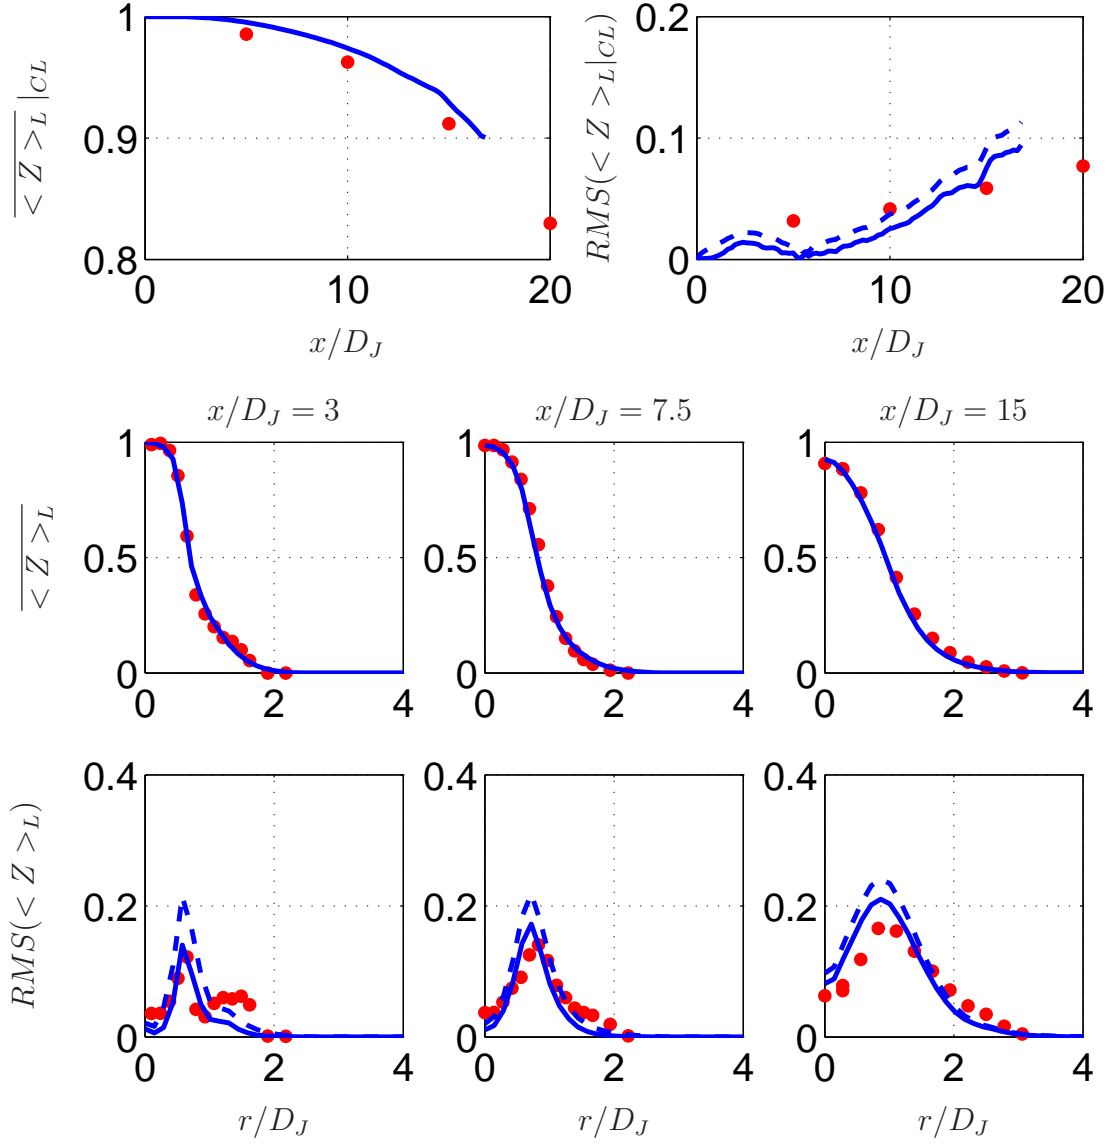 1
0.9
0.8
0 10 20
x/D_J
\overline{< Z >_L}|_{CL}
0.2
0.1
0
0 10 20
x/D_J
RMS(< Z >_L|_{CL})
x/D_J = 3
x/D_J = 7.5
x/D_J = 15
\overline{< Z >_L}
1
0.5
0
0 2 4
1
0.5
0
0 2 4
1
0.5
0
0 2 4
RMS(< Z >_L)
0.4
0.2
0
0 2 4
r/D_J
0.4
0.2
0
0 2 4
r/D_J
0.4
0.2
0
0 2 4
r/D_J